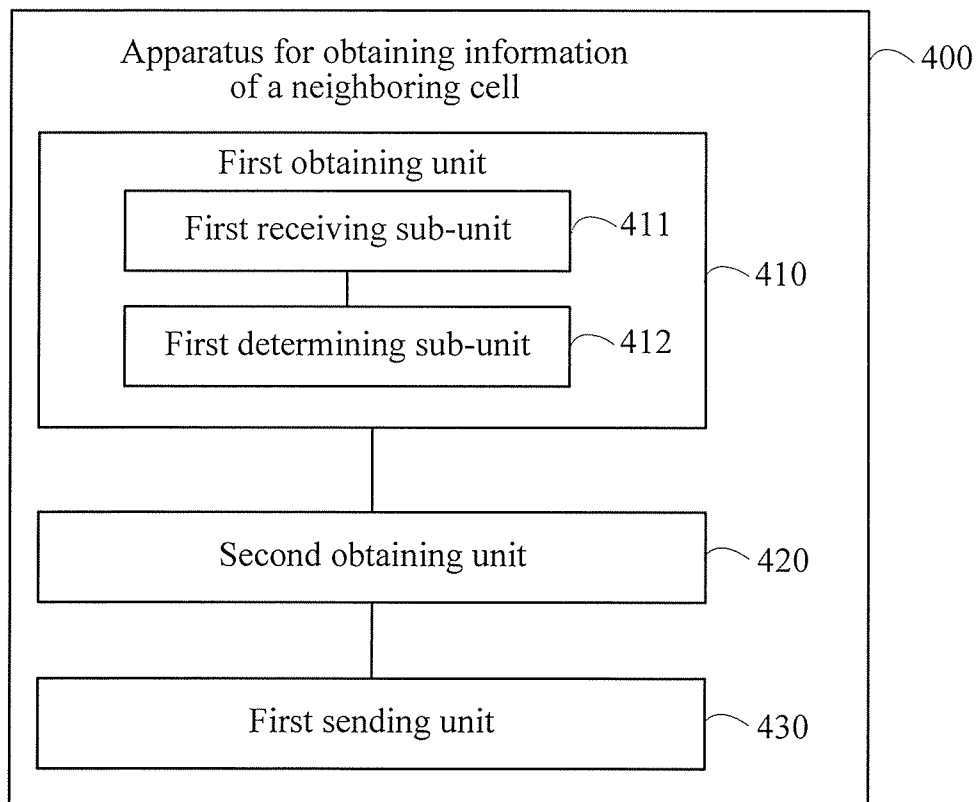 Apparatus for obtaining information
of a neighboring cell
400
First obtaining unit
First receiving sub-unit
411
410
First determining sub-unit
412
Second obtaining unit
420
First sending unit
430